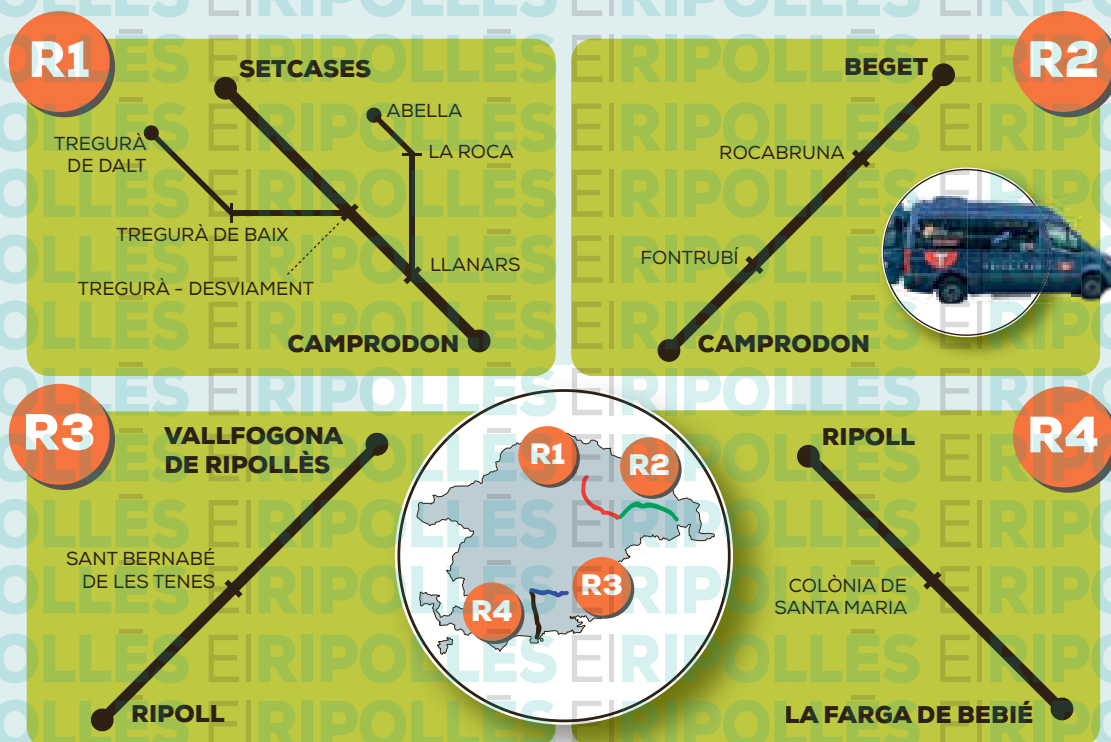 R1
SETCASES
ABELLA
TREGURÀ
DE DALT
LA ROCA
TREGURÀ DE BAIX
LLANARS
TREGURÀ - DESVIAMENT
CAMPRODON
R2
BEGET
ROCABRUNA
FONTRUBÍ
CAMPRODON
R3
VALLFOGONA
DE RIPOLLÈS
SANT BERNABÉ
DE LES TENES
RIPOLL
R1
R2
R3
R4
R4
RIPOLL
COLÒNIA DE
SANTA MARIA
LA FARGA DE BEBIÉ